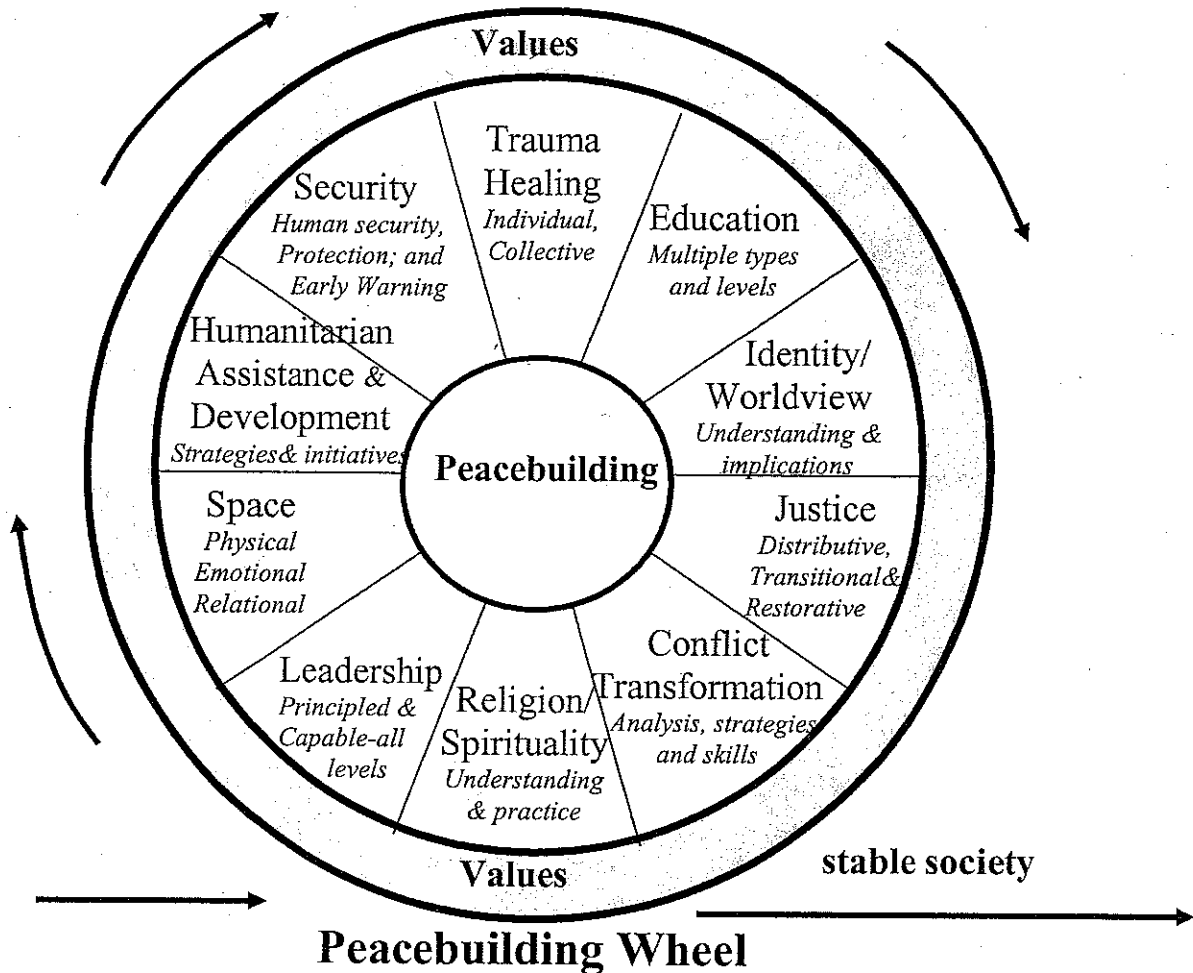 Values
Trauma
Healing
Individual,
Collective
Education
Multiple types
and levels
Identity/
Worldview
Understanding &
implications
Justice
Distributive,
Transitional&
Restorative
Conflict
Transformation
Analysis, strategies
and skills
Religion/
Spirituality
Understanding
& practice
Leadership
Principled &
Capable-all
levels
Space
Physical
Emotional
Relational
Humanitarian
Assistance &
Development
Strategies& initiatives
Security
Human security,
Protection; and
Early Warning
Peacebuilding
Values
stable society
Peacebuilding Wheel